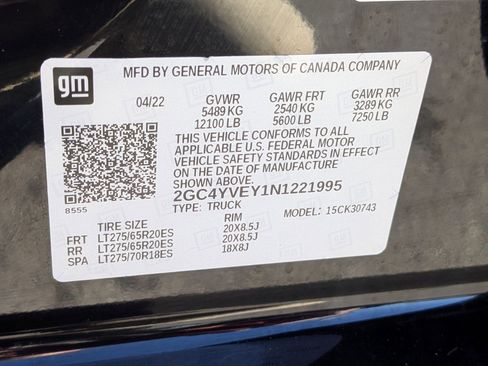 gm
MFD BY GENERAL MOTORS OF CANADA COMPANY
04/22 GVWR GAWR FRT GAWR RR
5489 KG 2540 KG 3289 KG
12100 LB 5600 LB 7250 LB
THIS VEHICLE CONFORMS TO ALL
APPLICABLE U.S. FEDERAL MOTOR
VEHICLE SAFETY STANDARDS IN EFFECT
ON THE DATE OF MANUFACTURE
SHOWN ABOVE.
8555
2GC4YVEY1N1221995
TYPE: TRUCK MODEL: 15CK30743
TIRE SIZE RIM
FRT LT275/65R20ES 20X8.5J
RR LT275/65R20ES 20X8.5J
SPA LT275/70R18ES 18X8J